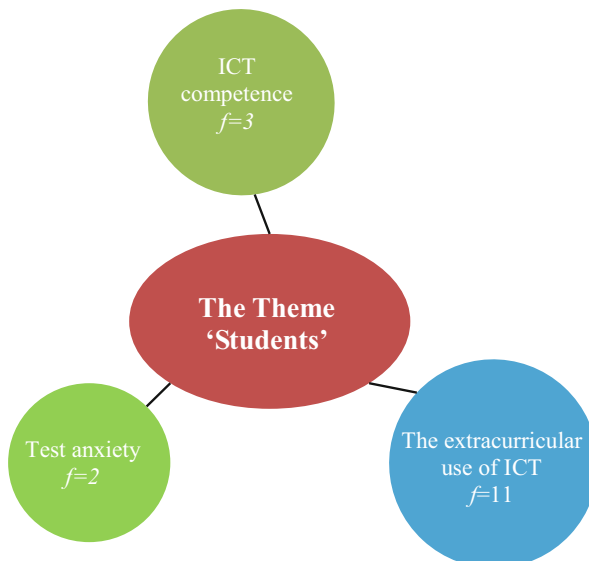 ICT
competence
f=3
The Theme
‘Students’
Test anxiety
f=2
The extracurricular
use of ICT
f=11